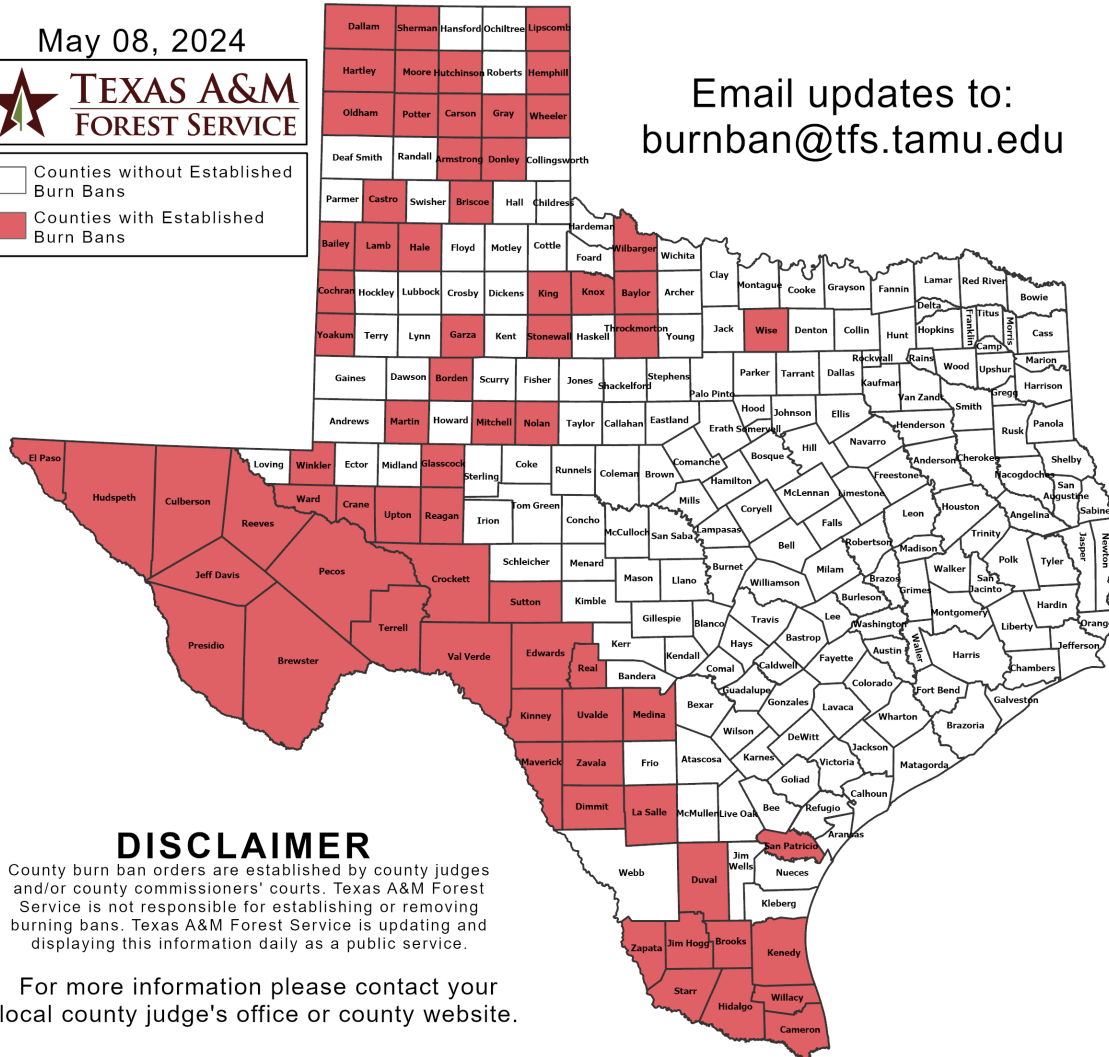 May 08, 2024
TEXAS A&M
FOREST SERVICE
Counties without Established
Burn Bans
Counties with Established
Burn Bans
Email updates to:
burnban@tfs.tamu.edu
Dallam Sherman Hansford Ochiltree Lipscomb
Hartley Moore Hutchinson Roberts Hemphill
Oldham Potter Carson Gray Wheeler
Deaf Smith Randall Armstrong Donley Collingsworth
Parmer Castro Swisher Briscoe Hall Childress
Hardeman
Bailey Lamb Hale Floyd Motley Cottle Foard Wilbarger Wichita
Cochran Hockley Lubbock Crosby Dickens King Knox Baylor Archer Clay Montague Cooke Grayson Fannin Lamar Red River Bowie
Delta Franklin Titus Morris
Yoakum Terry Lynn Garza Kent Stonewall Haskell Throckmorton Young Jack Wise Denton Collin Hunt Hopkins Camp Cass
Gaines Dawson Borden Scurry Fisher Jones Shackelford Stephens Palo Pinto Parker Tarrant Dallas Rockwall Kaufman Rains Wood Upshur Marion
Van Zandt Gregg Harrison
Andrews Martin Howard Mitchell Nolan Taylor Callahan Eastland Erath Hood Somervell Johnson Ellis Henderson Smith Rusk Panola
El Paso Hudspeth Culberson Reeves Loving Winkler Ector Midland Glasscock Sterling Coke Runnels Coleman Brown Comanche Bosque Hill Navarro Anderson Cherokee Nacogdoches Shelby
Hamilton Freestone San
Augustine
Ward Crane Upton Reagan Irion Tom Green Concho McCulloch San Saba Mills Lampasas Coryell McLennan Limestone Falls Leon Houston Angelina Sabine
Trinity
Jeff Davis Pecos Crockett Schleicher Menard Mason Llano Burnet Bell Milam Robertson Madison Walker Polk Tyler Jasper Newton
Williamson Brazos Grimes San
Jacinto
Presidio Brewster Terrell Sutton Kimble Gillespie Blanco Travis Burleson Washington Montgomery Liberty Hardin Orange
Val Verde Edwards Real Kerr Kendall Hays Bastrop Lee Austin Waller Harris Jefferson
Bandera Comal Caldwell Fayette Chambers
Kinney Uvalde Medina Bexar Guadalupe Gonzales Lavaca Colorado Fort Bend Galveston
Wilson Wharton Brazoria
Maverick Zavala Frio Atascosa Karnes DeWitt Victoria Jackson Matagorda
Goliad
Dimmit La Salle McMullen Live Oak Bee Refugio Calhoun
Aransas
San Patricio
Webb Duval Jim
Wells Nueces
Kleberg
Zapata Jim Hogg Brooks Kenedy
Starr Hidalgo Willacy
Cameron
DISCLAIMER
County burn ban orders are established by county judges
and/or county commissioners' courts. Texas A&M Forest
Service is not responsible for establishing or removing
burning bans. Texas A&M Forest Service is updating and
displaying this information daily as a public service.
For more information please contact your
local county judge's office or county website.